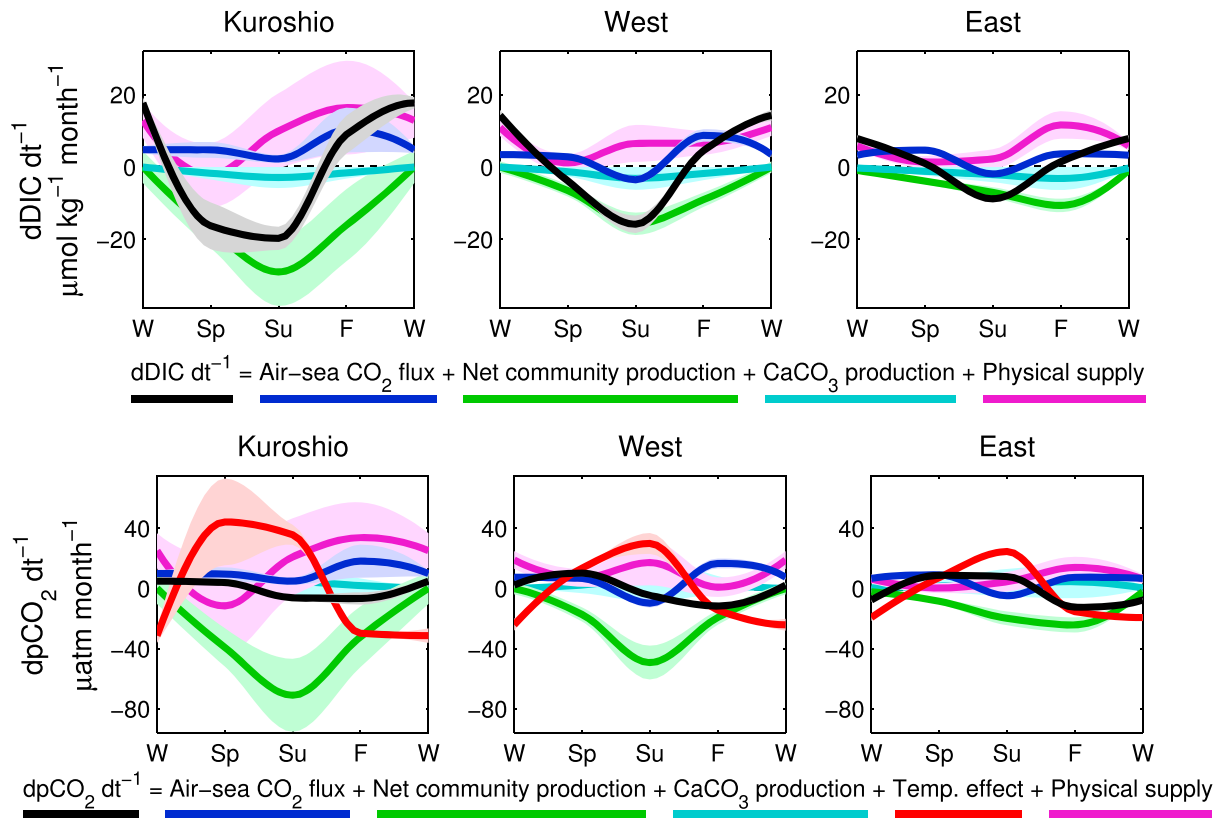 Kuroshio West East
dDIC dt⁻¹
µmol kg⁻¹ month⁻¹
20 0 −20
20 0 −20
20 0 −20
W Sp Su F W
W Sp Su F W
W Sp Su F W
dDIC dt⁻¹ = Air−sea CO₂ flux + Net community production + CaCO₃ production + Physical supply
Kuroshio West East
dpCO₂ dt⁻¹
µatm month⁻¹
40 0 −40 −80
40 0 −40 −80
40 0 −40 −80
W Sp Su F W
W Sp Su F W
W Sp Su F W
dpCO₂ dt⁻¹ = Air−sea CO₂ flux + Net community production + CaCO₃ production + Temp. effect + Physical supply